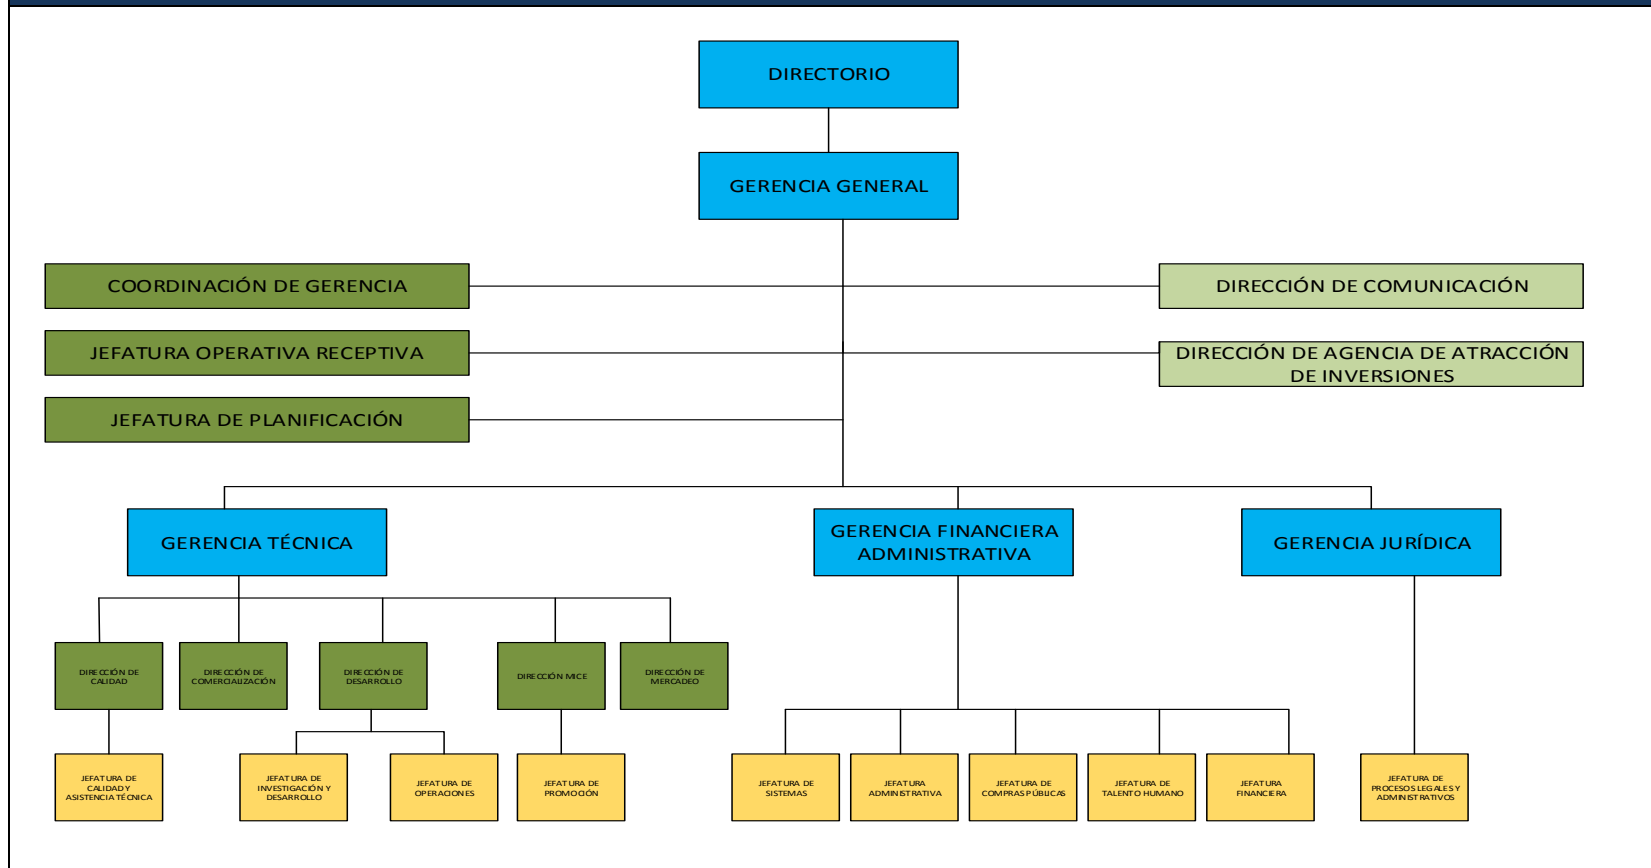 DIRECTORIO
GERENCIA GENERAL
COORDINACIÓN DE GERENCIA
DIRECCIÓN DE COMUNICACIÓN
JEFATURA OPERATIVA RECEPTIVA
DIRECCIÓN DE AGENCIA DE ATRACCIÓN
DE INVERSIONES
JEFATURA DE PLANIFICACIÓN
GERENCIA TÉCNICA
GERENCIA FINANCIERA
ADMINISTRATIVA
GERENCIA JURÍDICA
DIRECCIÓN DE
CALIDAD
DIRECCIÓN DE
COMERCIALIZACIÓN
DIRECCIÓN DE
DESARROLLO
DIRECCIÓN MICE
DIRECCIÓN DE
MERCADEO
JEFATURA DE
CALIDAD Y
ASISTENCIA TÉCNICA
JEFATURA DE
INVESTIGACIÓN Y
DESARROLLO
JEFATURA DE
OPERACIONES
JEFATURA DE
PROMOCIÓN
JEFATURA DE
SISTEMAS
JEFATURA
ADMINISTRATIVA
JEFATURA DE
COMPRAS PÚBLICAS
JEFATURA DE
TALENTO HUMANO
JEFATURA
FINANCIERA
JEFATURA DE
PROCESOS LEGALES Y
ADMINISTRATIVOS